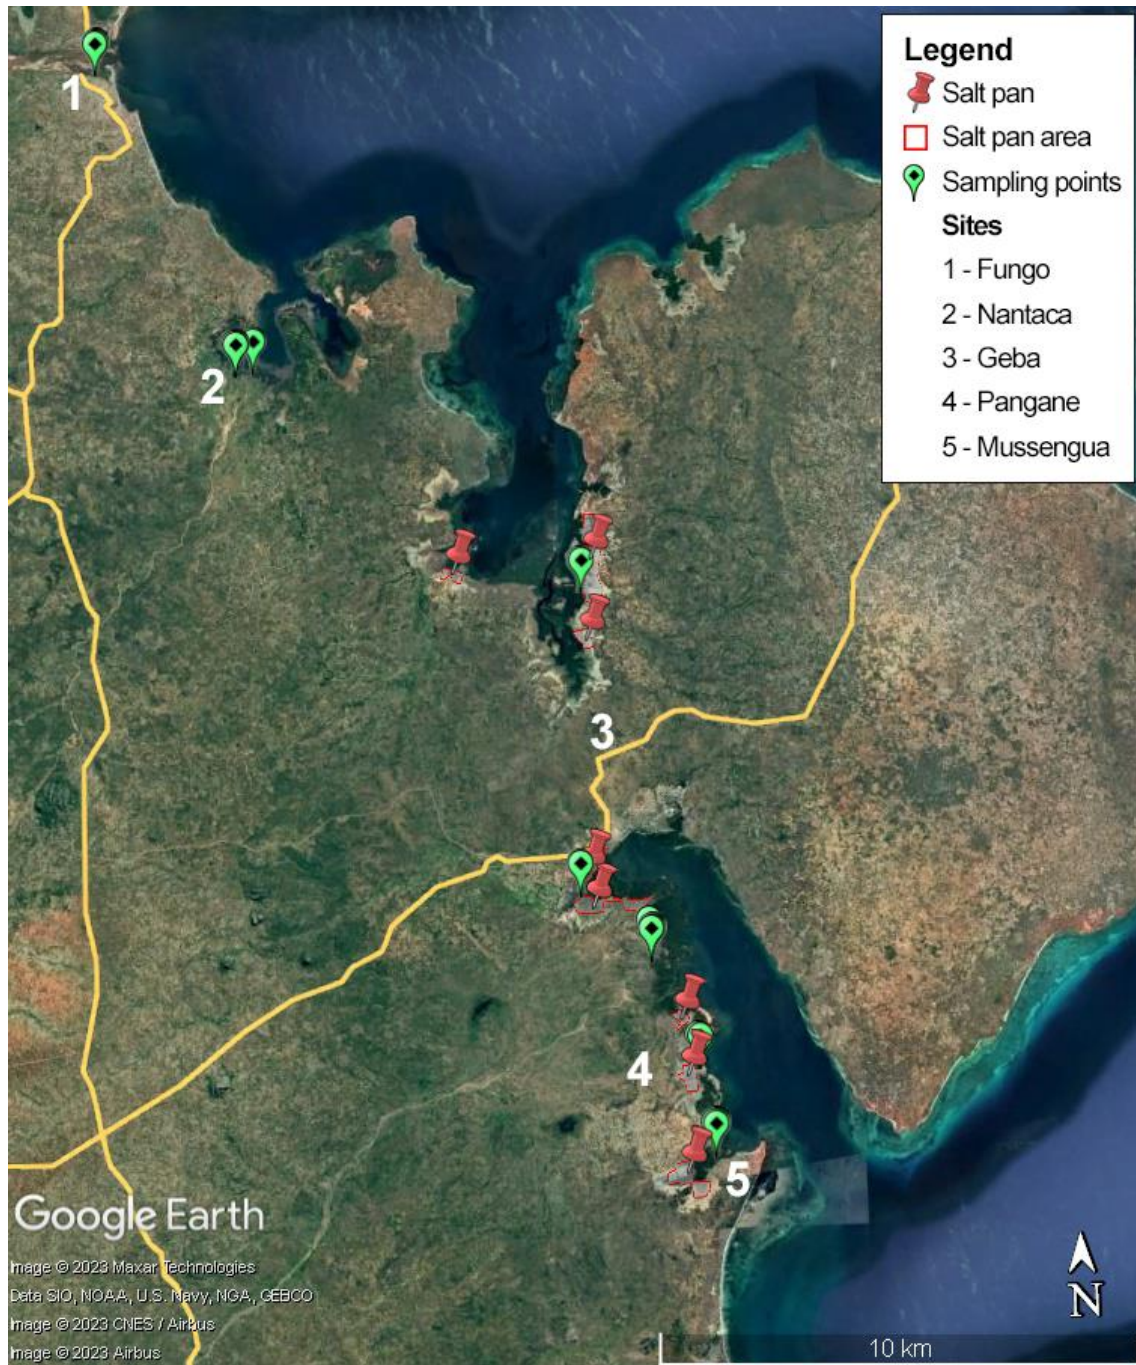 Legend
Salt pan
Salt pan area
Sampling points
Sites
1 - Fungo
2 - Nantaca
3 - Geba
4 - Pangane
5 - Mussengua
1
2
3
4
5
Google Earth
Image © 2023 Maxar Technologies
Data SIO, NOAA, U.S. Navy, NGA, GEBCO
Image © 2023 CNES / Airbus
Image © 2023 Airbus
N
10 km